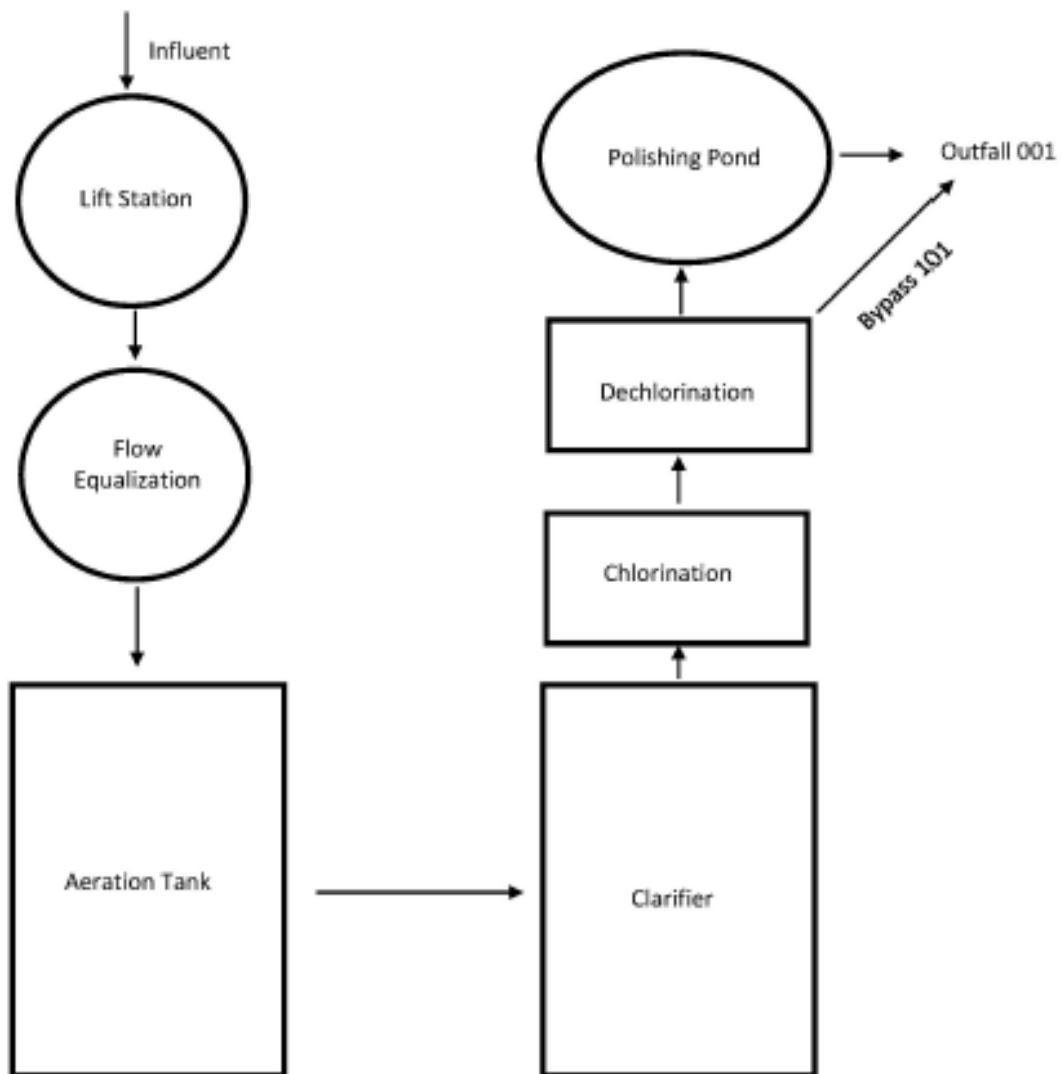 Influent
Lift Station
Flow
Equalization
Aeration Tank
Clarifier
Chlorination
Dechlorination
Polishing Pond
Bypass 101
Outfall 001